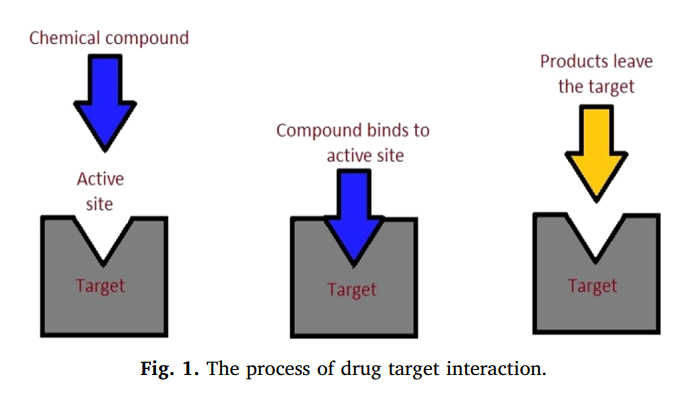 Chemical compound
Active
site
Target
Compound binds to
active site
Target
Products leave
the target
Target
Fig. 1. The process of drug target interaction.